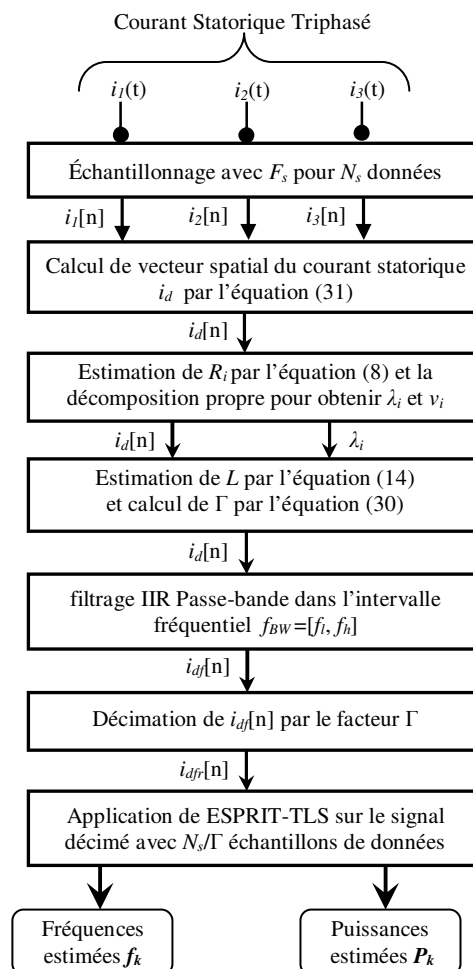 Courant Statorique Triphasé
i1(t) i2(t) i3(t)
Échantillonnage avec Fs pour Ns données
i1[n] i2[n] i3[n]
Calcul de vecteur spatial du courant statorique
id par l'équation (31)
id[n]
Estimation de Ri par l'équation (8) et la
décomposition propre pour obtenir λi et νi
id[n] λi
Estimation de L par l'équation (14)
et calcul de Γ par l'équation (30)
id[n]
filtrage IIR Passe-bande dans l'intervalle
fréquentiel fBW=[fl, fh]
idf[n]
Décimation de idf[n] par le facteur Γ
idfr[n]
Application de ESPRIT-TLS sur le signal
décimé avec Ns/Γ échantillons de données
Fréquences
estimées fk
Puissances
estimées Pk